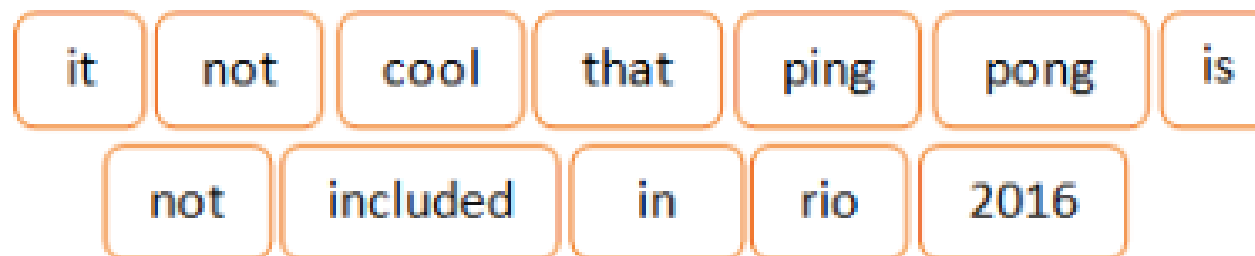 it not cool that ping pong is
not included in rio 2016